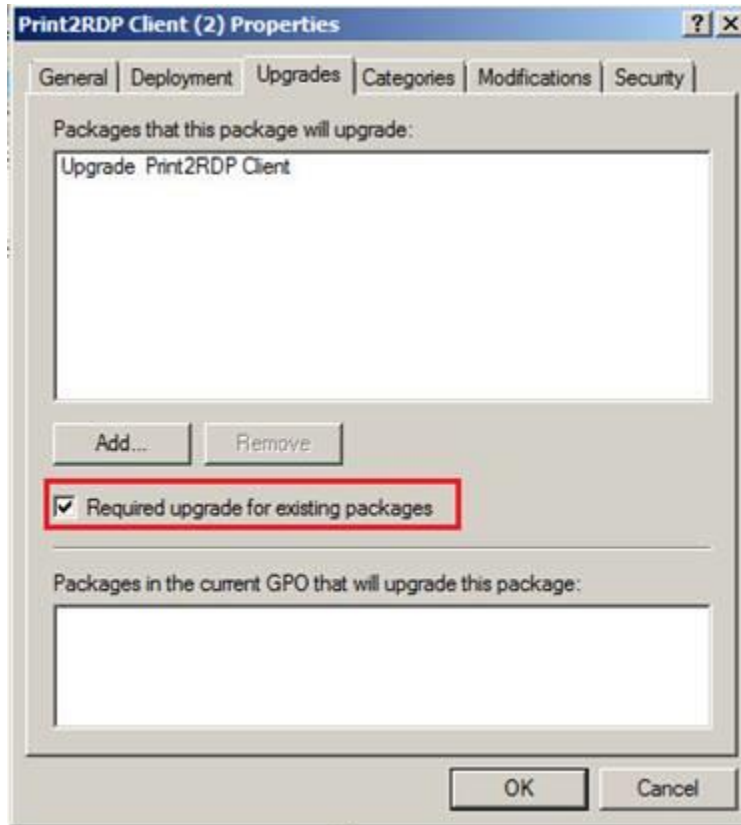 Print2RDP Client (2) Properties
General Deployment Upgrades Categories Modifications Security
Packages that this package will upgrade:
Upgrade Print2RDP Client
Add... Remove
Required upgrade for existing packages
Packages in the current GPO that will upgrade this package:
OK Cancel